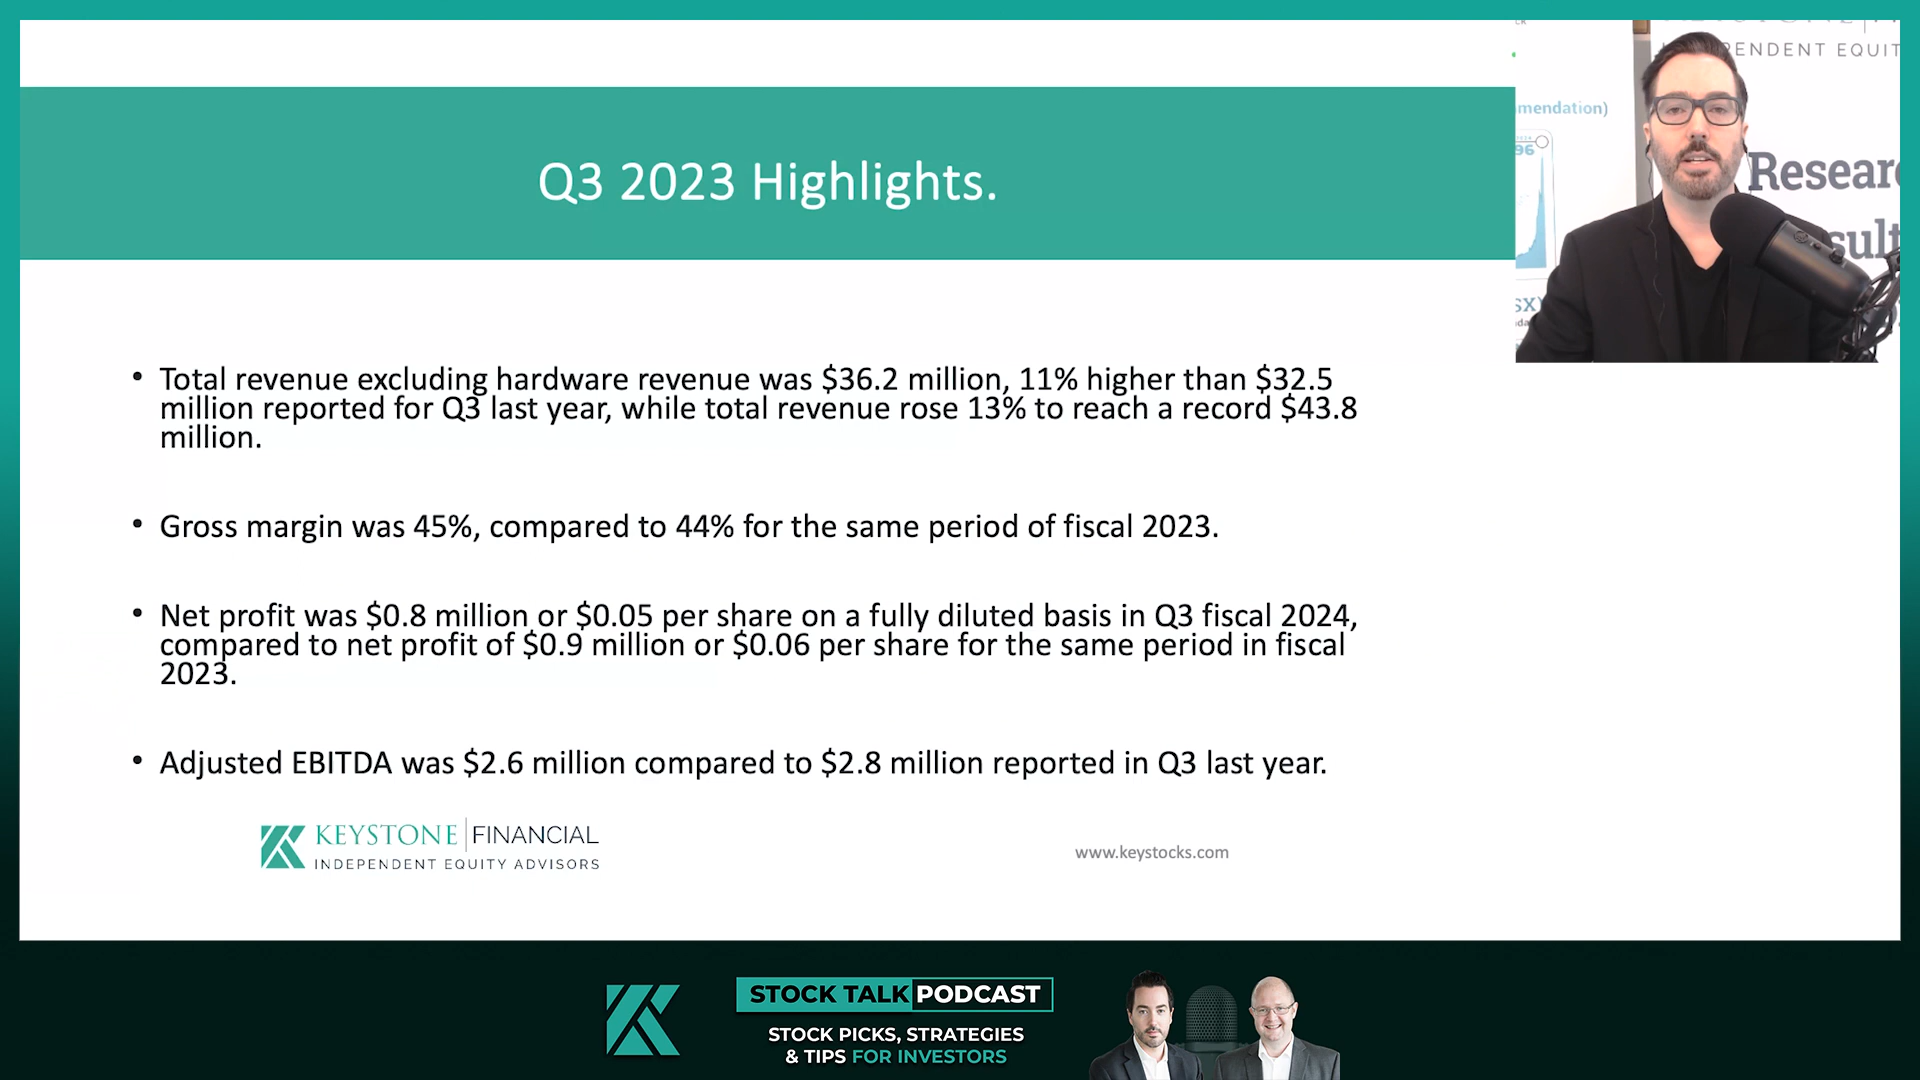 Q3 2023 Highlights.
• Total revenue excluding hardware revenue was $36.2 million, 11% higher than $32.5
million reported for Q3 last year, while total revenue rose 13% to reach a record $43.8
million.
• Gross margin was 45%, compared to 44% for the same period of fiscal 2023.
• Net profit was $0.8 million or $0.05 per share on a fully diluted basis in Q3 fiscal 2024,
compared to net profit of $0.9 million or $0.06 per share for the same period in fiscal
2023.
• Adjusted EBITDA was $2.6 million compared to $2.8 million reported in Q3 last year.
KEYSTONE FINANCIAL
INDEPENDENT EQUITY ADVISORS
www.keystocks.com
PENDENT EQUIT
mendation)
96
Resear
sult
SX)
STOCK TALK PODCAST
STOCK PICKS, STRATEGIES
& TIPS FOR INVESTORS